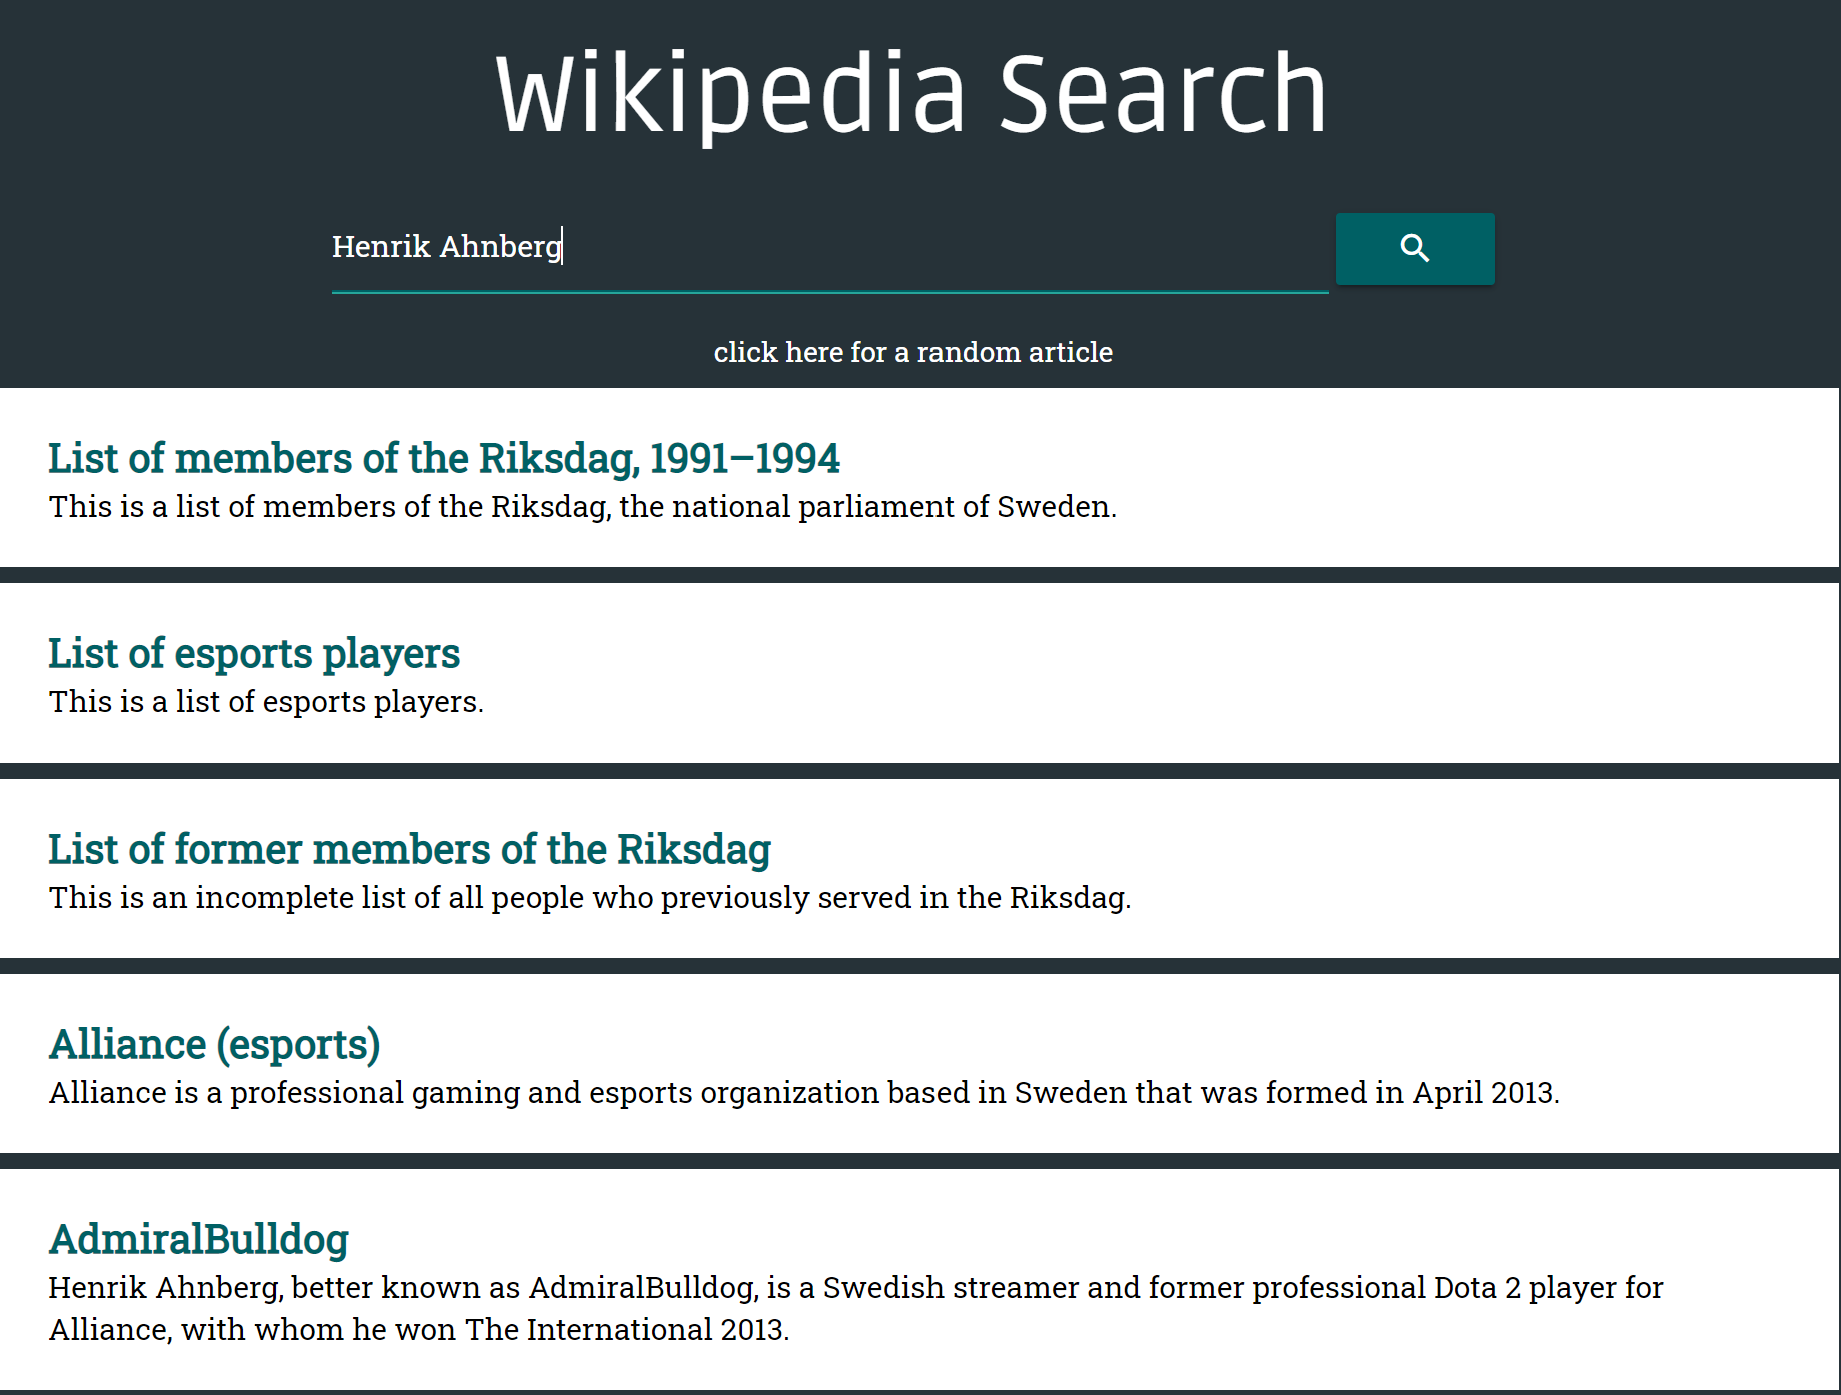 Wikipedia Search
Henrik Ahnberg
click here for a random article
List of members of the Riksdag, 1991–1994
This is a list of members of the Riksdag, the national parliament of Sweden.
List of esports players
This is a list of esports players.
List of former members of the Riksdag
This is an incomplete list of all people who previously served in the Riksdag.
Alliance (esports)
Alliance is a professional gaming and esports organization based in Sweden that was formed in April 2013.
AdmiralBulldog
Henrik Ahnberg, better known as AdmiralBulldog, is a Swedish streamer and former professional Dota 2 player for
Alliance, with whom he won The International 2013.